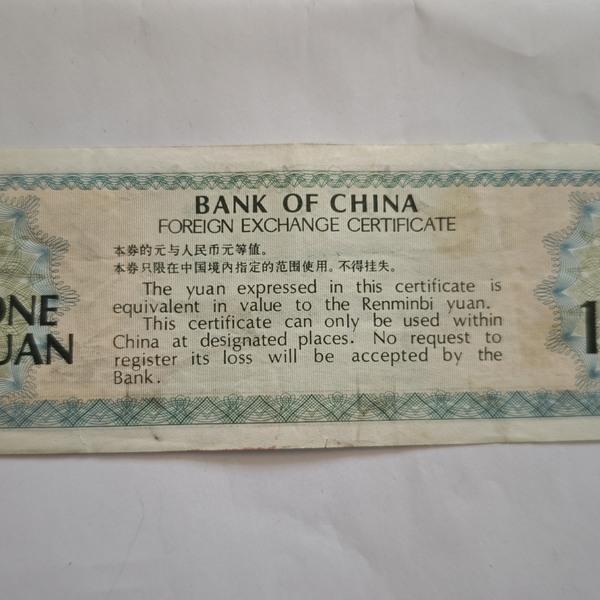 BANK OF CHINA
FOREIGN EXCHANGE CERTIFICATE
本券的元与人民币元等值。
本券只限在中国境内指定的范围使用。不得挂失。
The yuan expressed in this certificate is
equivalent in value to the Renminbi yuan.
This certificate can only be used within
China at designated places. No request to
register its loss will be accepted by the
Bank.
ONE
YUAN
1